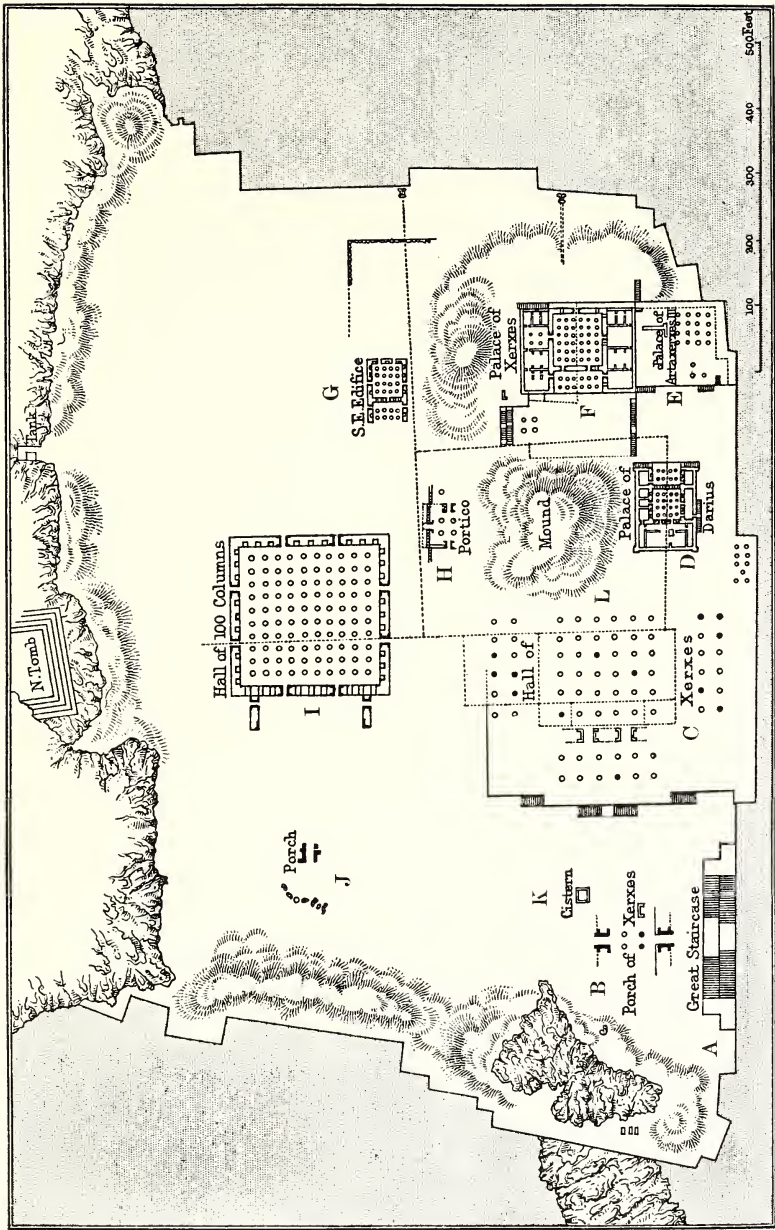 N. Tomb
Tank
Hall of 100 Columns
I
S.E. Edifice
G
H
Portico
Porch
J
Mound
Palace of
Xerxes
F
Palace of
Artaxerxes III
E
Palace of
Darius
D
L
Hall of
Xerxes
C
K
Cistern
B
Porch of Xerxes
Great Staircase
A
100
200
300
400
500 Feet